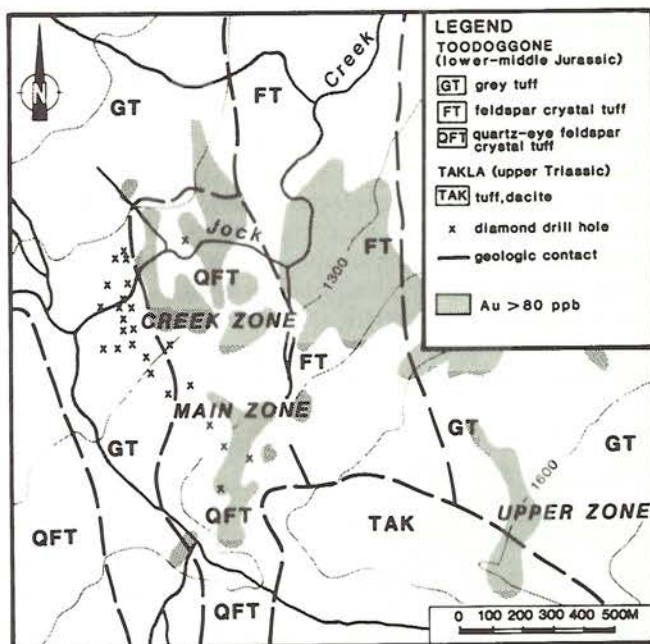 LEGEND
TOODOGGONE
(lower-middle Jurassic)
GT grey tuff
FT feldspar crystal tuff
QFT quartz-eye feldspar
crystal tuff
TAKLA (upper Triassic)
TAK tuff,dacite
x diamond drill hole
geologic contact
Au >80 ppb
N
GT
FT
Creek
Jock
QFT
FT
1300
CREEK ZONE
FT
MAIN ZONE
GT
GT
GT
1600
QFT
QFT
TAK
UPPER ZONE
QFT
0 100 200 300 400 500M